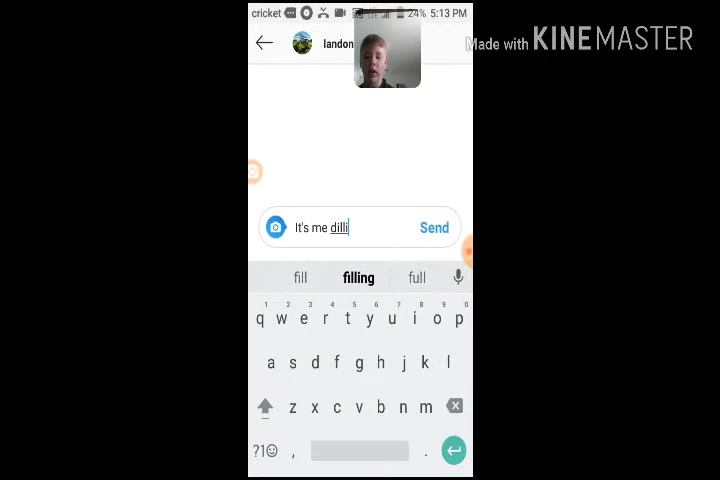 cricket 24% 5:13 PM
landon
Made with KINEMASTER
It's me dilli
Send
fill filling full
1 2 3 4 5 6 7 8 9 0
q w e r t y u i o p
a s d f g h j k l
z x c v b n m
?1☺ , .